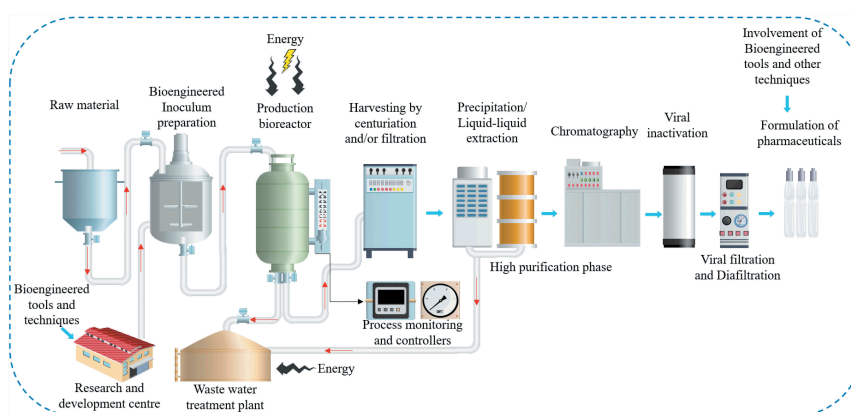 Energy
Involvement of
Bioengineered
tools and other
techniques
Raw material
Bioengineered
Inoculum
preparation
Production
bioreactor
Harvesting by
centuriation
and/or filtration
Precipitation/
Liquid-liquid
extraction
Chromatography
Viral
inactivation
Formulation of
pharmaceuticals
High purification phase
Viral filtration
and Diafiltration
Bioengineered
tools and
techniques
Process monitoring
and controllers
Energy
Research and
development centre
Waste water
treatment plant